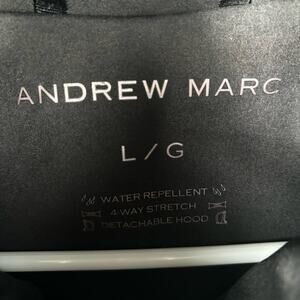 ANDREW MARC
L/G
WATER REPELLENT
4-WAY STRETCH
DETACHABLE HOOD